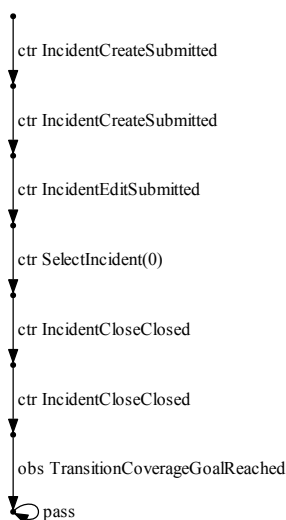 ctr IncidentCreateSubmitted
ctr IncidentCreateSubmitted
ctr IncidentEditSubmitted
ctr SelectIncident(0)
ctr IncidentCloseClosed
ctr IncidentCloseClosed
obs TransitionCoverageGoalReached
pass